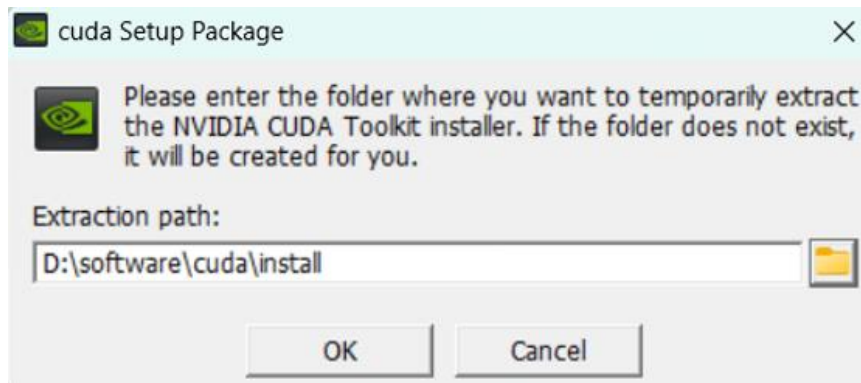 cuda Setup Package
Please enter the folder where you want to temporarily extract
the NVIDIA CUDA Toolkit installer. If the folder does not exist,
it will be created for you.
Extraction path:
D:\software\cuda\install
OK Cancel